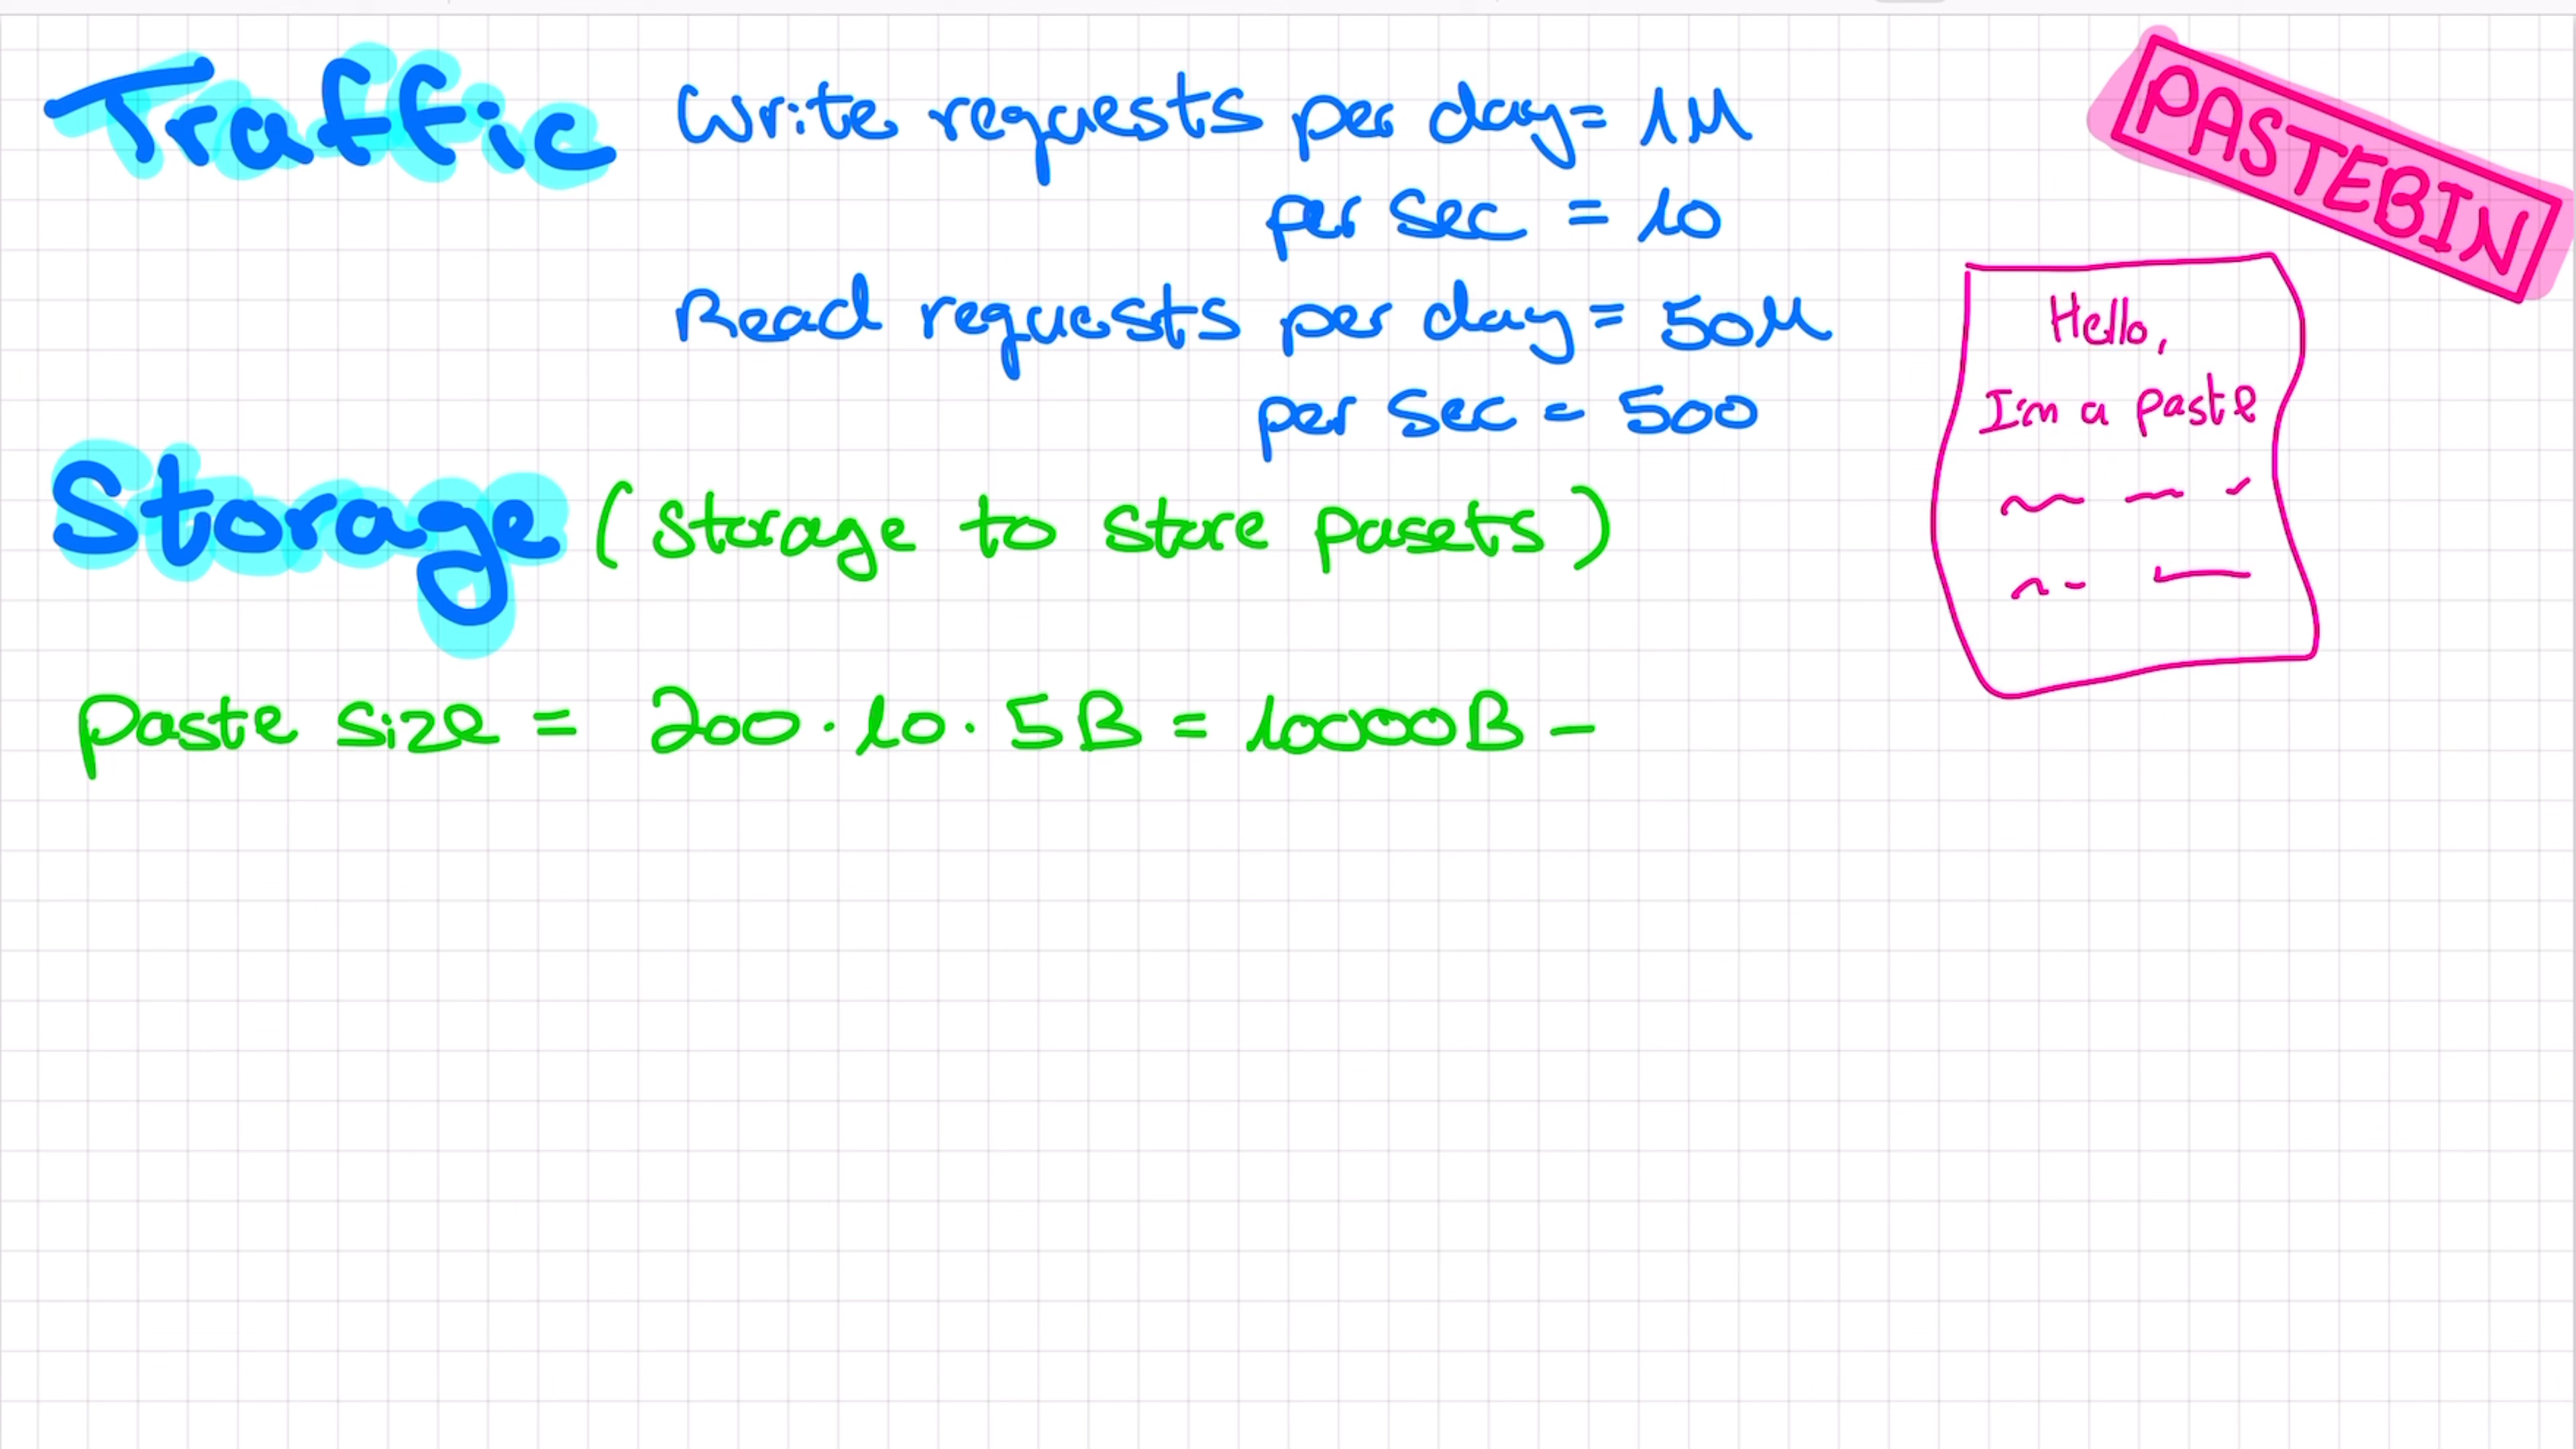 Traffic Write requests per day = 1M
per sec = 10
Read requests per day = 50M
per sec = 500
Storage (storage to store pasets)
paste size = 200 · 10 · 5B = 10000B –
PASTEBIN
Hello,
I'm a paste